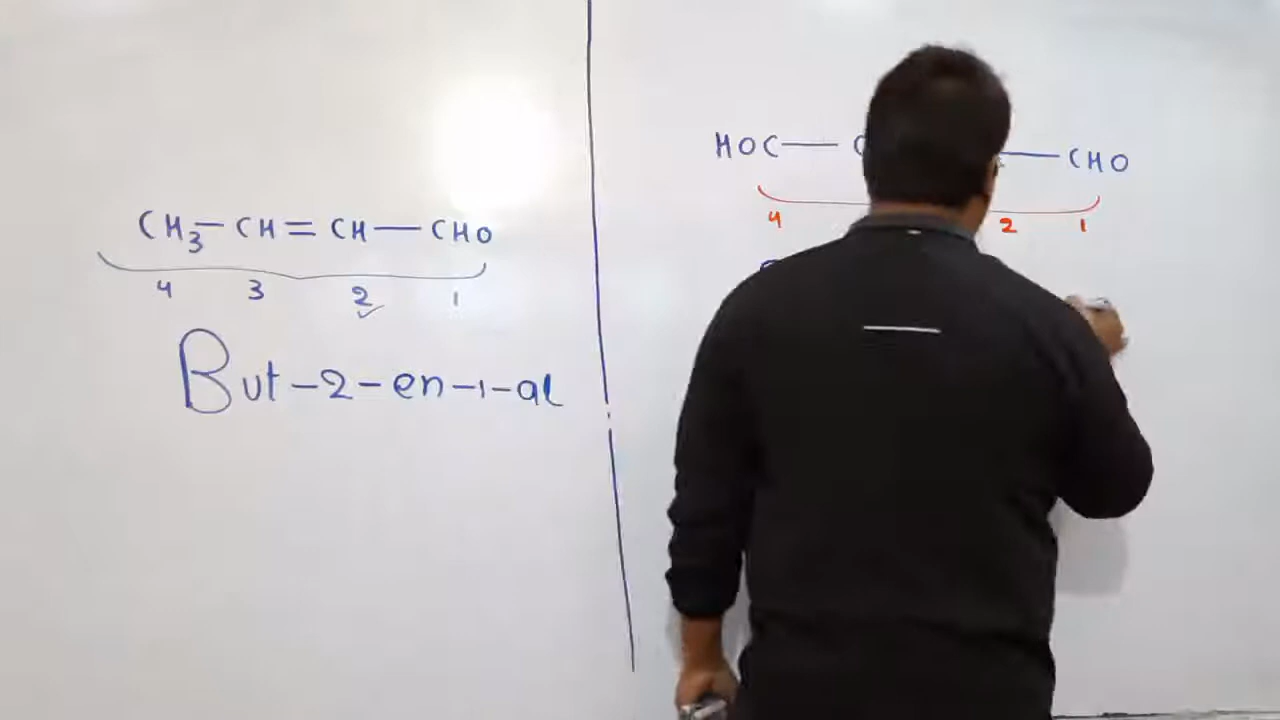 CH3-CH=CH-CHO
4 3 2 1
But-2-en-1-al
HOC- -CHO
4 2 1